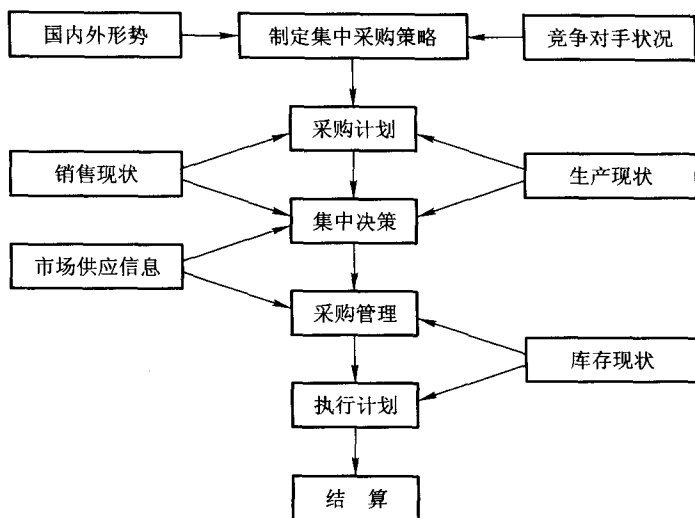 国内外形势
制定集中采购策略
竞争对手状况
采购计划
销售现状
生产现状
集中决策
市场供应信息
采购管理
库存现状
执行计划
结 算